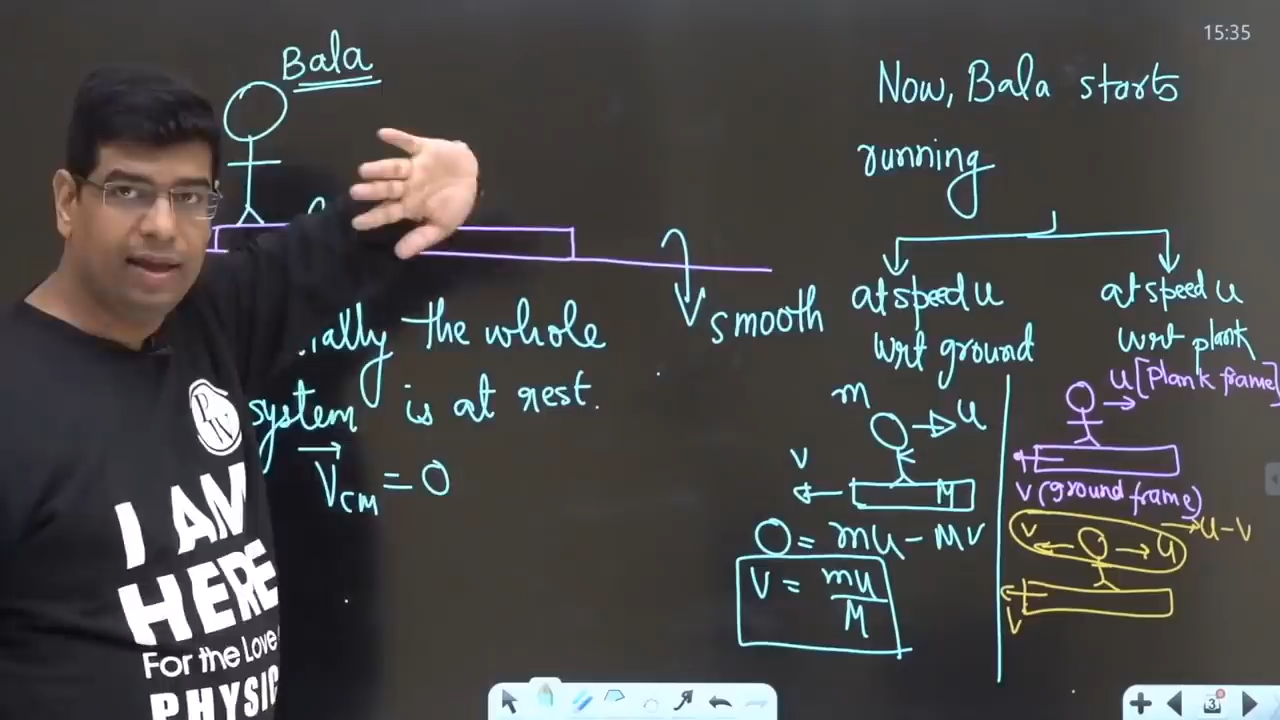 15:35
Bala
smooth
ially the whole
system is at rest.
V⃗CM = 0
Now, Bala starts
running
at speed u
wrt ground
m
u
v
M
0 = mu - Mv
v = mu/M
at speed u
wrt plank
u [Plank frame]
v (ground frame)
v
u
u-v
v
I AM
HERE
For the Love
PHYSIC
3